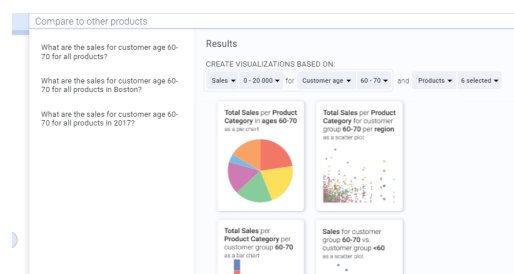 Compare to other products
What are the sales for customer age 60-
70 for all products?
What are the sales for customer age 60-
70 for all products in Boston?
What are the sales for customer age 60-
70 for all products in 2017?
Results
CREATE VISUALIZATIONS BASED ON:
Sales 0 - 20 000 for Customer age 60 - 70 and Products 6 selected
Total Sales per Product
Category in ages 60-70
as a pie chart
Total Sales per Product
Category for customer
group 60-70 per region
as a scatter plot
Total Sales per
Product Category per
customer group 60-70
as a bar chart
Sales for customer
group 60-70 vs.
customer group <60
as a scatter plot